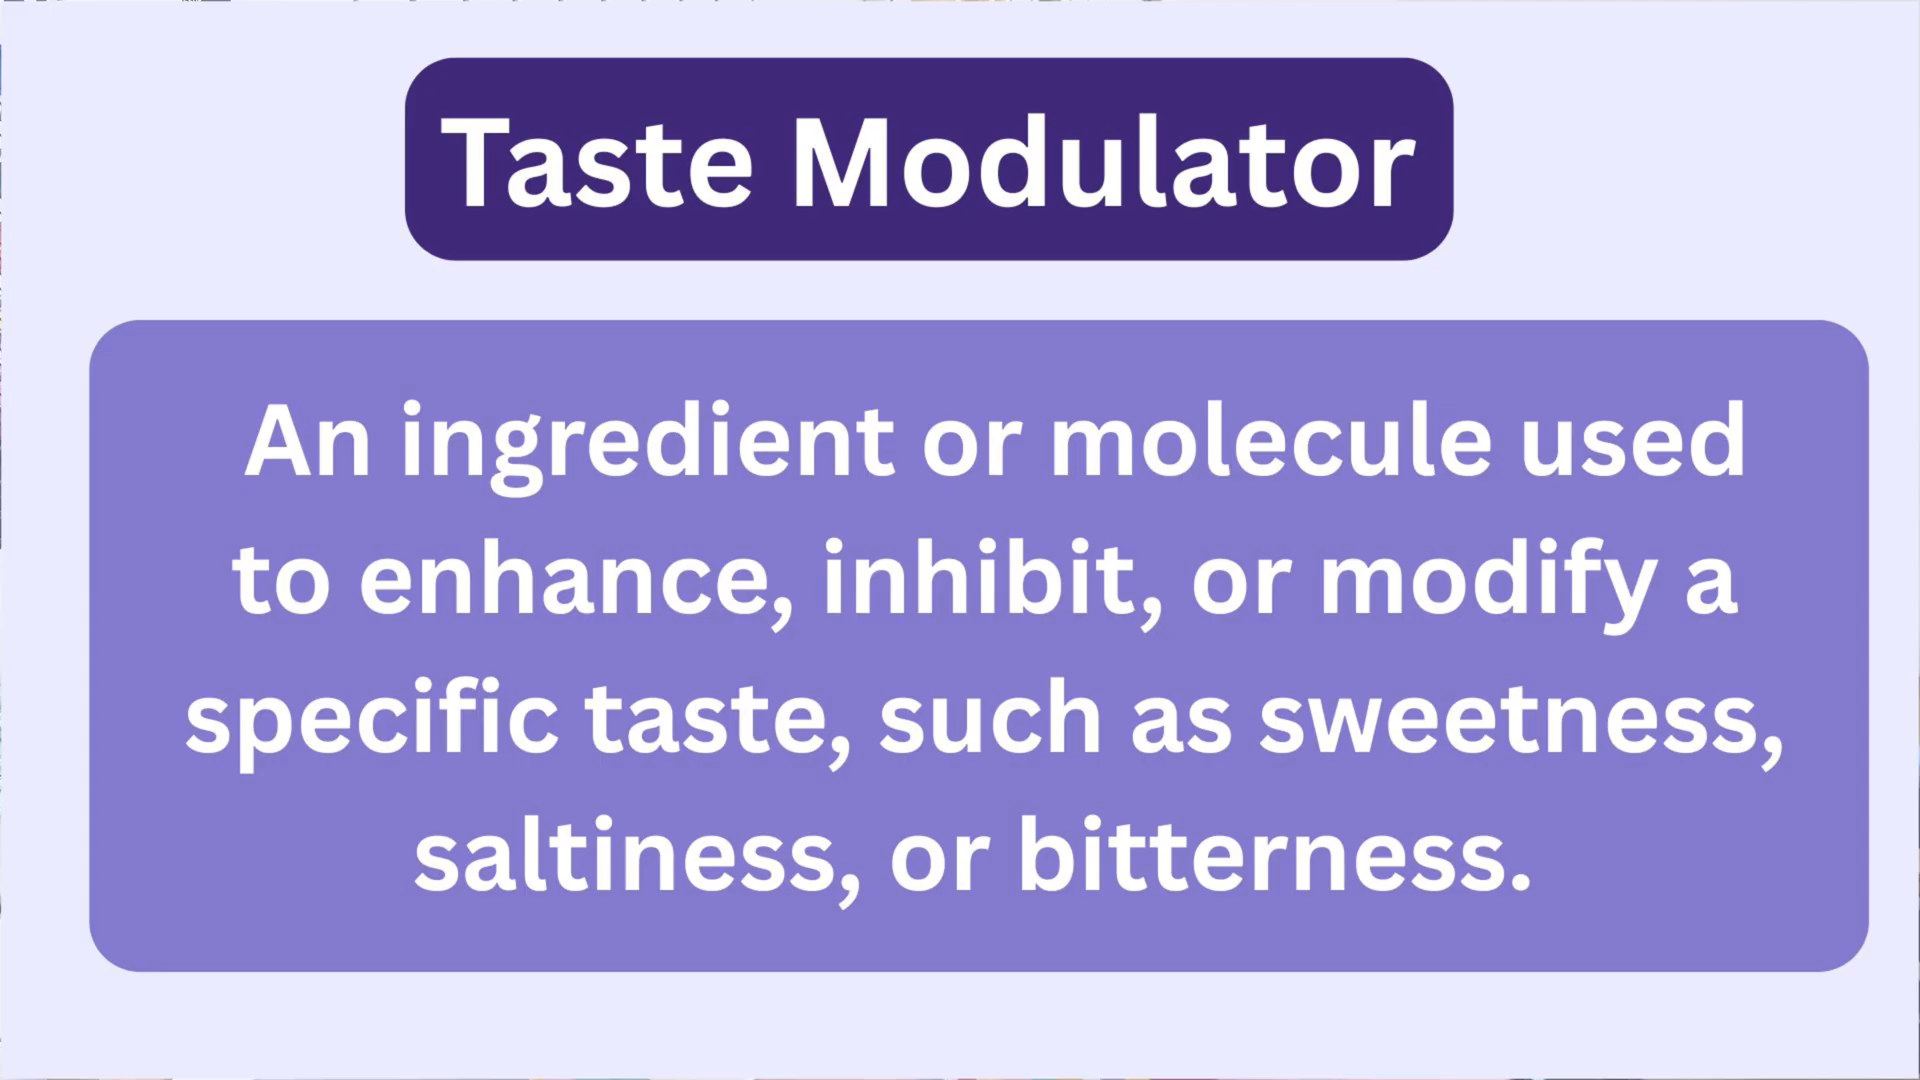 Taste Modulator
An ingredient or molecule used
to enhance, inhibit, or modify a
specific taste, such as sweetness,
saltiness, or bitterness.